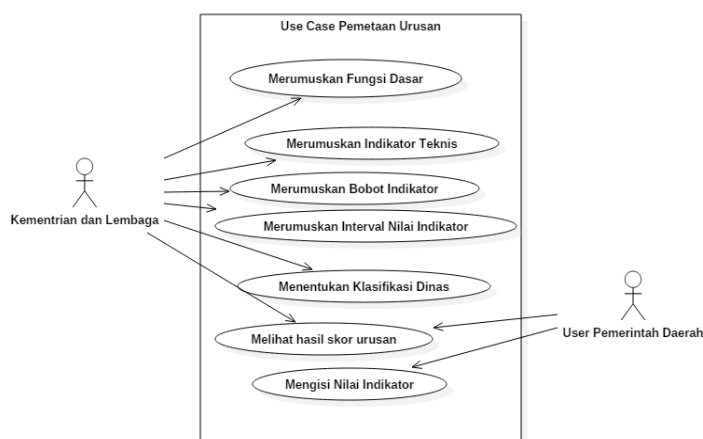 Use Case Pemetaan Urusan
Merumuskan Fungsi Dasar
Merumuskan Indikator Teknis
Merumuskan Bobot Indikator
Kementrian dan Lembaga
Merumuskan Interval Nilai Indikator
Menentukan Klasifikasi Dinas
Melihat hasil skor urusan
User Pemerintah Daerah
Mengisi Nilai Indikator